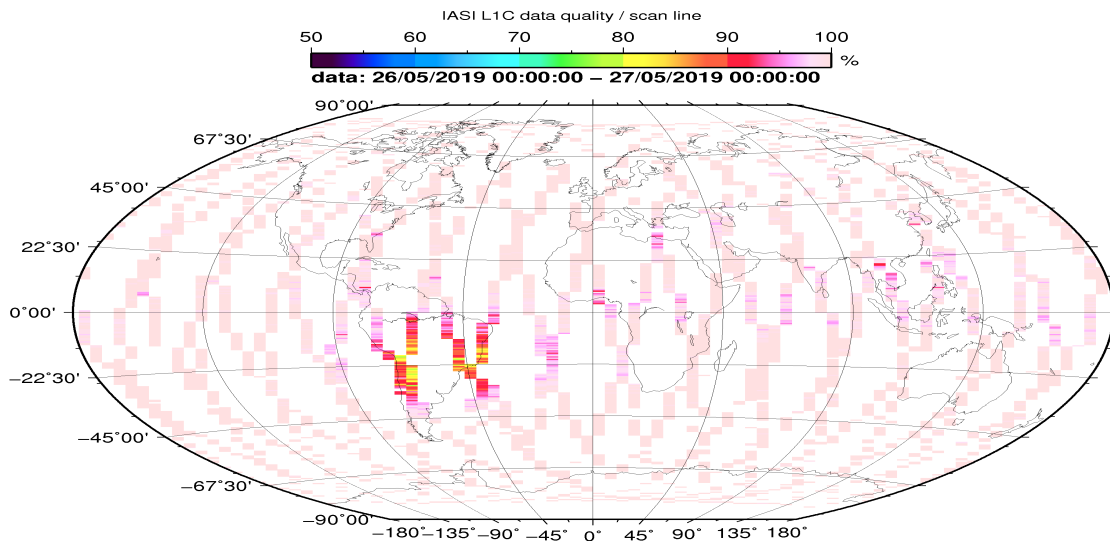 IASI L1C data quality / scan line
50 60 70 80 90 100
%
data: 26/05/2019 00:00:00 – 27/05/2019 00:00:00
90°00'
67°30'
45°00'
22°30'
0°00'
−22°30'
−45°00'
−67°30'
−90°00'
−180° −135° −90° −45° 0° 45° 90° 135° 180°